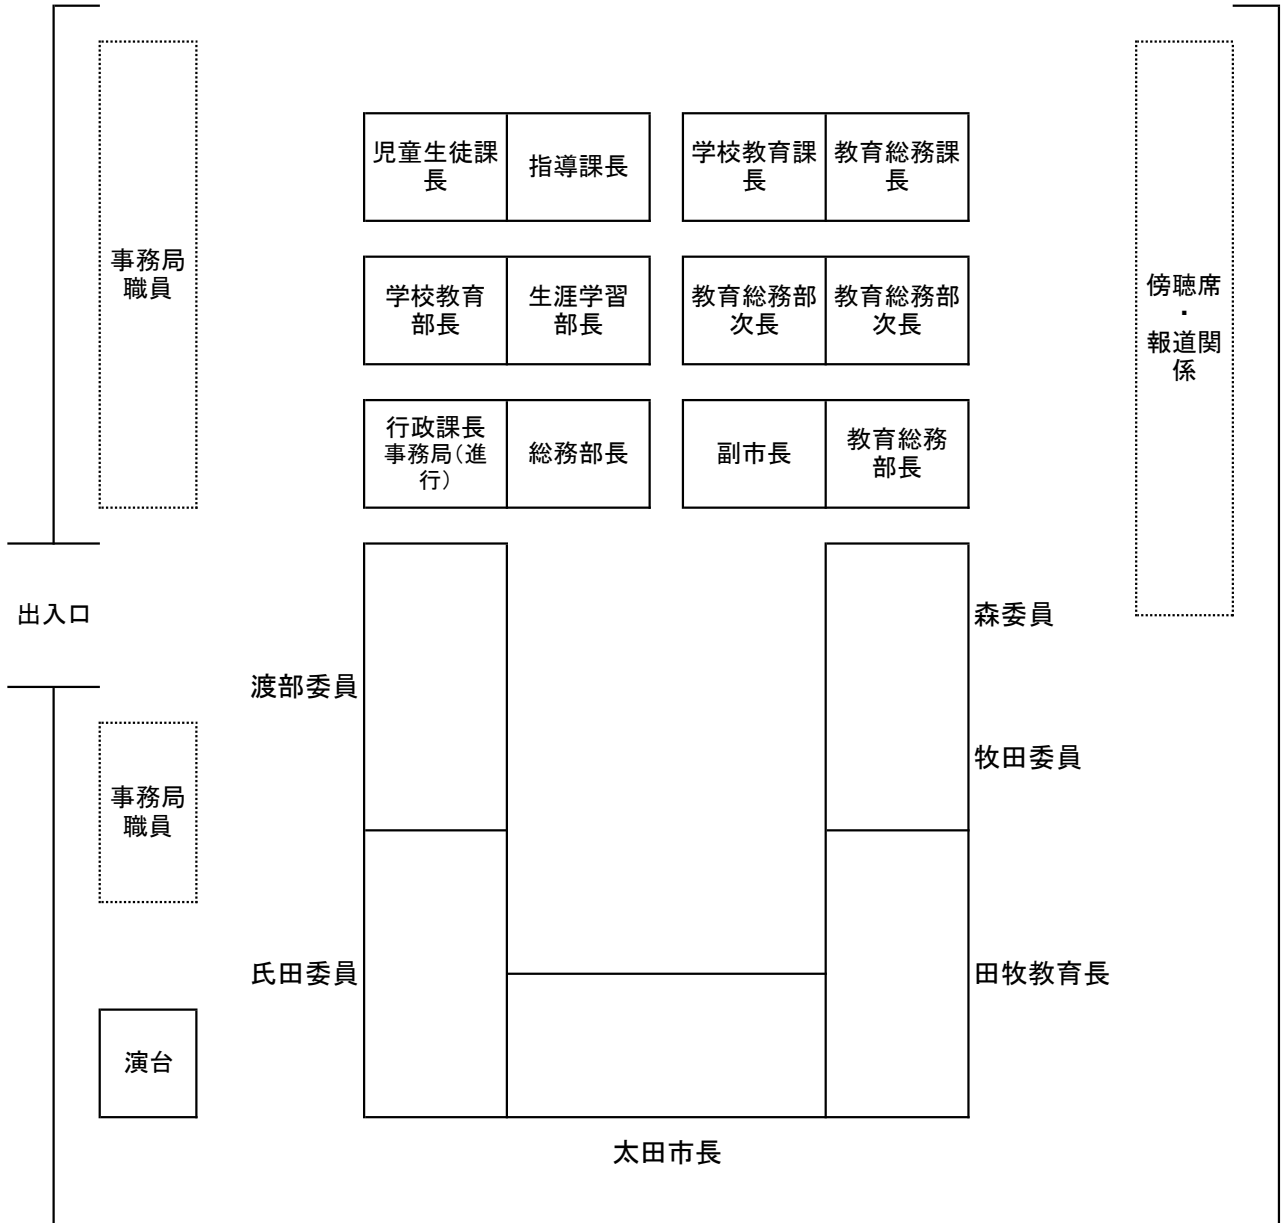 児童生徒課
長
指導課長
学校教育課
長
教育総務課
長
事務局
職員
学校教育
部長
生涯学習
部長
教育総務部
次長
教育総務部
次長
傍聴席
・
報道関
係
行政課長
事務局（進
行）
総務部長
副市長
教育総務
部長
出入口
森委員
渡部委員
牧田委員
事務局
職員
氏田委員
田牧教育長
演台
太田市長